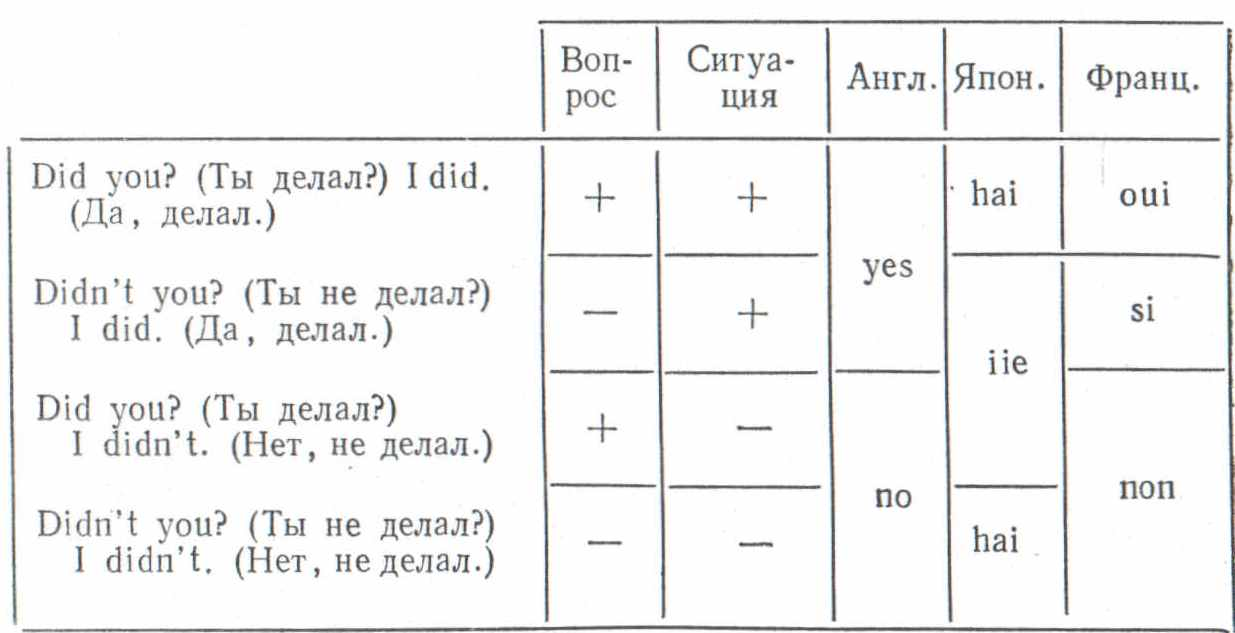 Воп-
рос
Ситуа-
ция
Англ.
Япон.
Франц.
Did you? (Ты делал?) I did.
(Да, делал.)
+
+
yes
hai
oui
Didn't you? (Ты не делал?)
I did. (Да, делал.)
—
+
iie
si
Did you? (Ты делал?)
I didn't. (Нет, не делал.)
+
—
no
non
Didn't you? (Ты не делал?)
I didn't. (Нет, не делал.)
—
—
hai